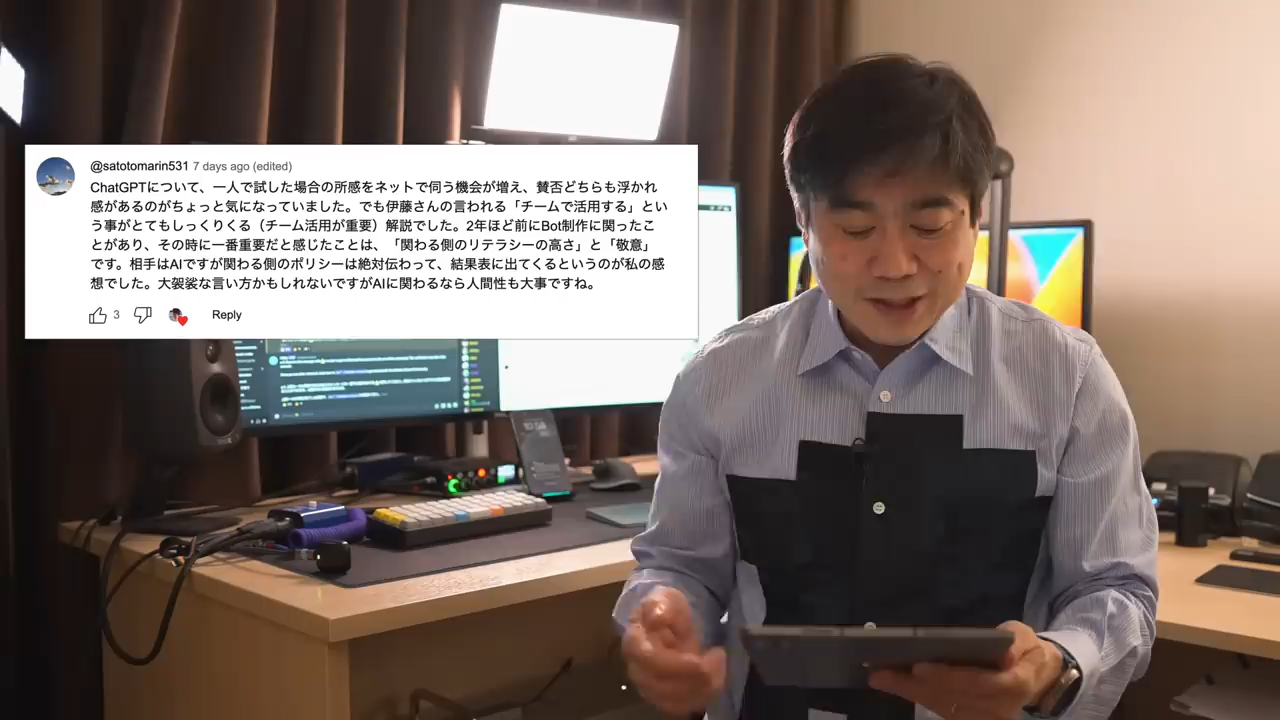 @satotomarin531 7 days ago (edited)
ChatGPTについて、一人で試した場合の所感をネットで伺う機会が増え、賛否どちらも浮かれ
感があるのがちょっと気になっていました。でも伊藤さんの言われる「チームで活用する」とい
う事がとてもしっくりくる（チーム活用が重要）解説でした。2年ほど前にBot制作に関ったこ
とがあり、その時に一番重要だと感じたことは、「関わる側のリテラシーの高さ」と「敬意」
です。相手はAIですが関わる側のポリシーは絶対伝わって、結果表に出てくるというのが私の感
想でした。大袈裟な言い方かもしれないですがAIに関わるなら人間性も大事ですね。
3 Reply